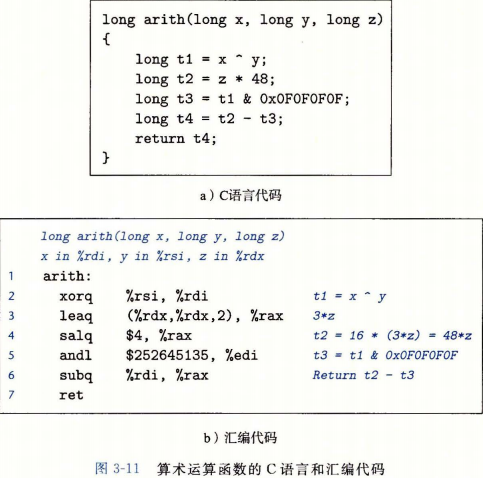 long arith(long x, long y, long z)
{
    long t1 = x ^ y;
    long t2 = z * 48;
    long t3 = t1 & 0x0F0F0F0F;
    long t4 = t2 - t3;
    return t4;
}
a）C语言代码
long arith(long x, long y, long z)
x in %rdi, y in %rsi, z in %rdx
1 arith:
2 xorq %rsi, %rdi t1 = x ^ y
3 leaq (%rdx,%rdx,2), %rax 3*z
4 salq $4, %rax t2 = 16 * (3*z) = 48*z
5 andl $252645135, %edi t3 = t1 & 0x0F0F0F0F
6 subq %rdi, %rax Return t2 - t3
7 ret
b）汇编代码
图 3-11 算术运算函数的 C 语言和汇编代码